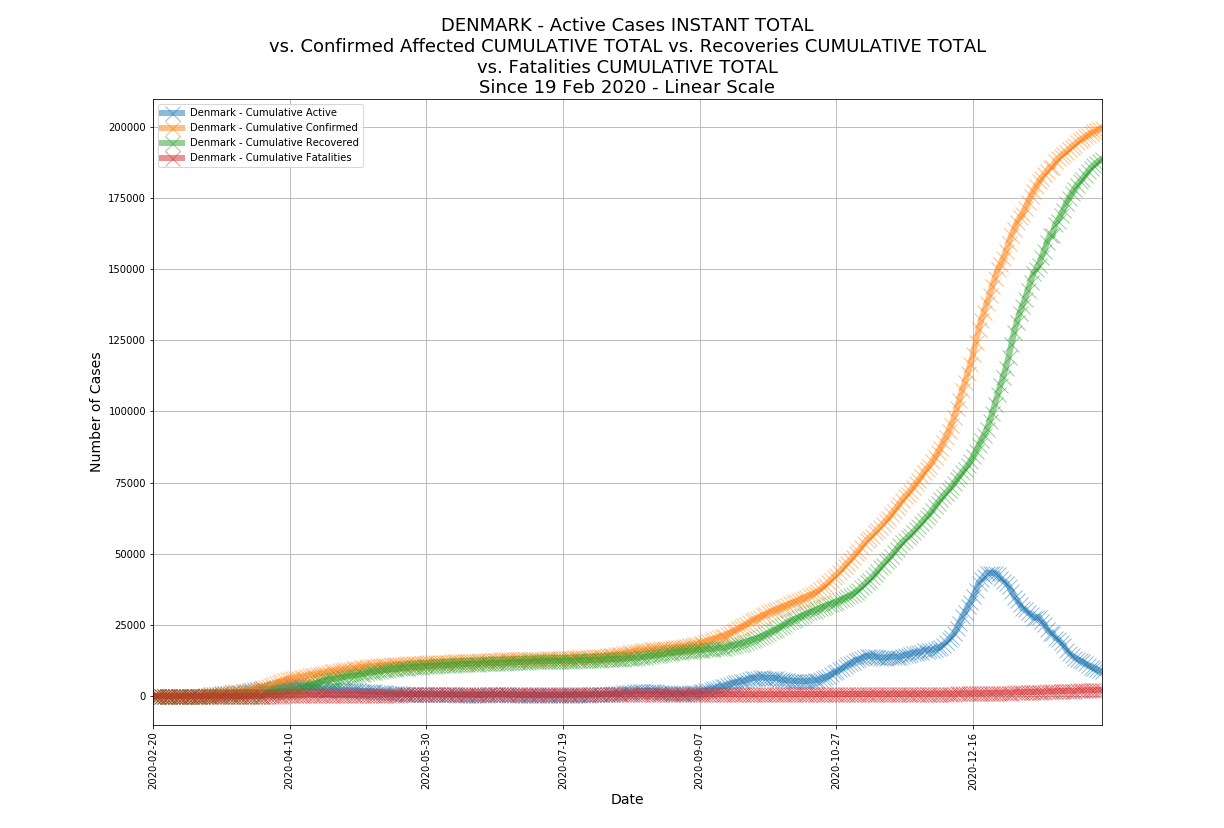 DENMARK - Active Cases INSTANT TOTAL
vs. Confirmed Affected CUMULATIVE TOTAL vs. Recoveries CUMULATIVE TOTAL
vs. Fatalities CUMULATIVE TOTAL
Since 19 Feb 2020 - Linear Scale
Denmark - Cumulative Active
Denmark - Cumulative Confirmed
Denmark - Cumulative Recovered
Denmark - Cumulative Fatalities
200000
175000
150000
125000
100000
75000
50000
25000
0
Number of Cases
2020-02-20
2020-04-10
2020-05-30
2020-07-19
2020-09-07
2020-10-27
2020-12-16
Date